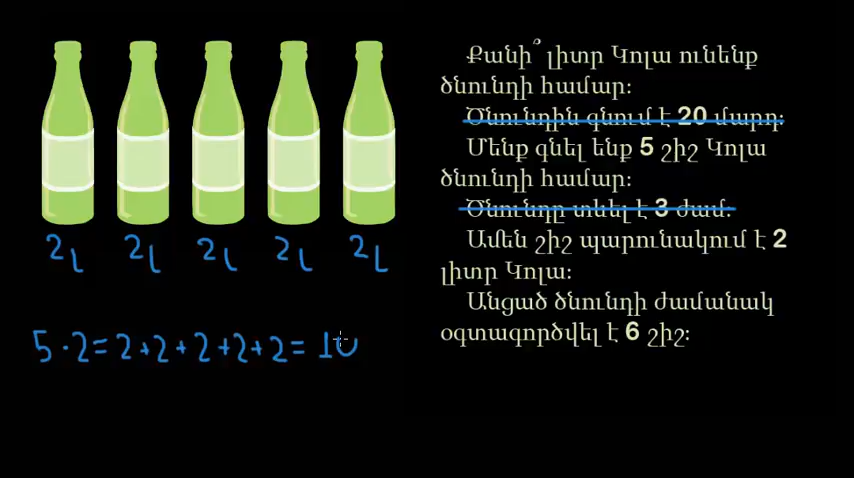 Քանի՞ լիտր Կոլա ունենք
ծնունդի համար:
Ծնունդին գնում է 20 մարդ:
Մենք գնել ենք 5 շիշ Կոլա
ծնունդի համար:
Ծնունդը տևել է 3 ժամ:
Ամեն շիշ պարունակում է 2
լիտր Կոլա:
Անցած ծնունդի ժամանակ
օգտագործվել է 6 շիշ:
2լ 2լ 2լ 2լ 2լ
5 · 2 = 2 + 2 + 2 + 2 + 2 = 10